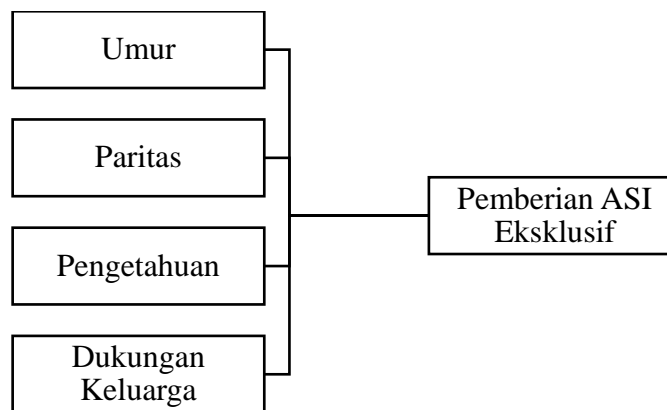 Umur
Paritas
Pengetahuan
Dukungan
Keluarga
Pemberian ASI
Eksklusif